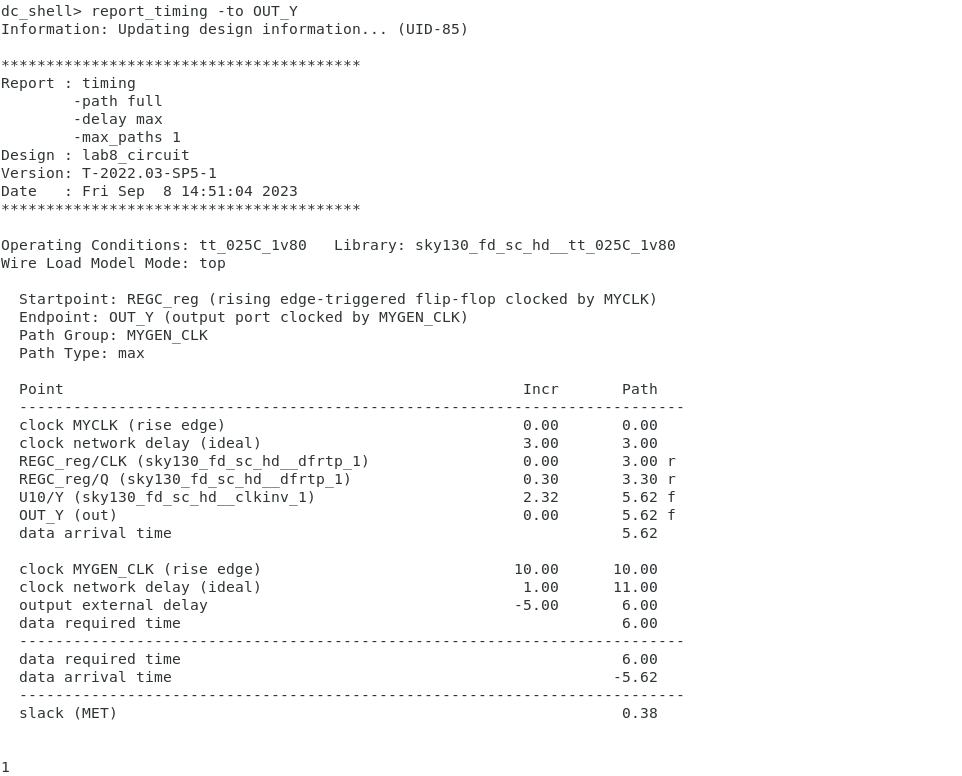 dc_shell> report_timing -to OUT_Y
Information: Updating design information... (UID-85)
****************************************
Report : timing
        -path full
        -delay max
        -max_paths 1
Design : lab8_circuit
Version: T-2022.03-SP5-1
Date   : Fri Sep  8 14:51:04 2023
****************************************
Operating Conditions: tt_025C_1v80   Library: sky130_fd_sc_hd__tt_025C_1v80
Wire Load Model Mode: top
  Startpoint: REGC_reg (rising edge-triggered flip-flop clocked by MYCLK)
  Endpoint: OUT_Y (output port clocked by MYGEN_CLK)
  Path Group: MYGEN_CLK
  Path Type: max
  Point                                                   Incr       Path
  --------------------------------------------------------------------------
  clock MYCLK (rise edge)                                 0.00       0.00
  clock network delay (ideal)                             3.00       3.00
  REGC_reg/CLK (sky130_fd_sc_hd__dfrtp_1)                 0.00       3.00 r
  REGC_reg/Q (sky130_fd_sc_hd__dfrtp_1)                   0.30       3.30 r
  U10/Y (sky130_fd_sc_hd__clkinv_1)                       2.32       5.62 f
  OUT_Y (out)                                             0.00       5.62 f
  data arrival time                                                  5.62
  clock MYGEN_CLK (rise edge)                            10.00      10.00
  clock network delay (ideal)                             1.00      11.00
  output external delay                                  -5.00       6.00
  data required time                                                 6.00
  --------------------------------------------------------------------------
  data required time                                                 6.00
  data arrival time                                                 -5.62
  --------------------------------------------------------------------------
  slack (MET)                                                        0.38
1